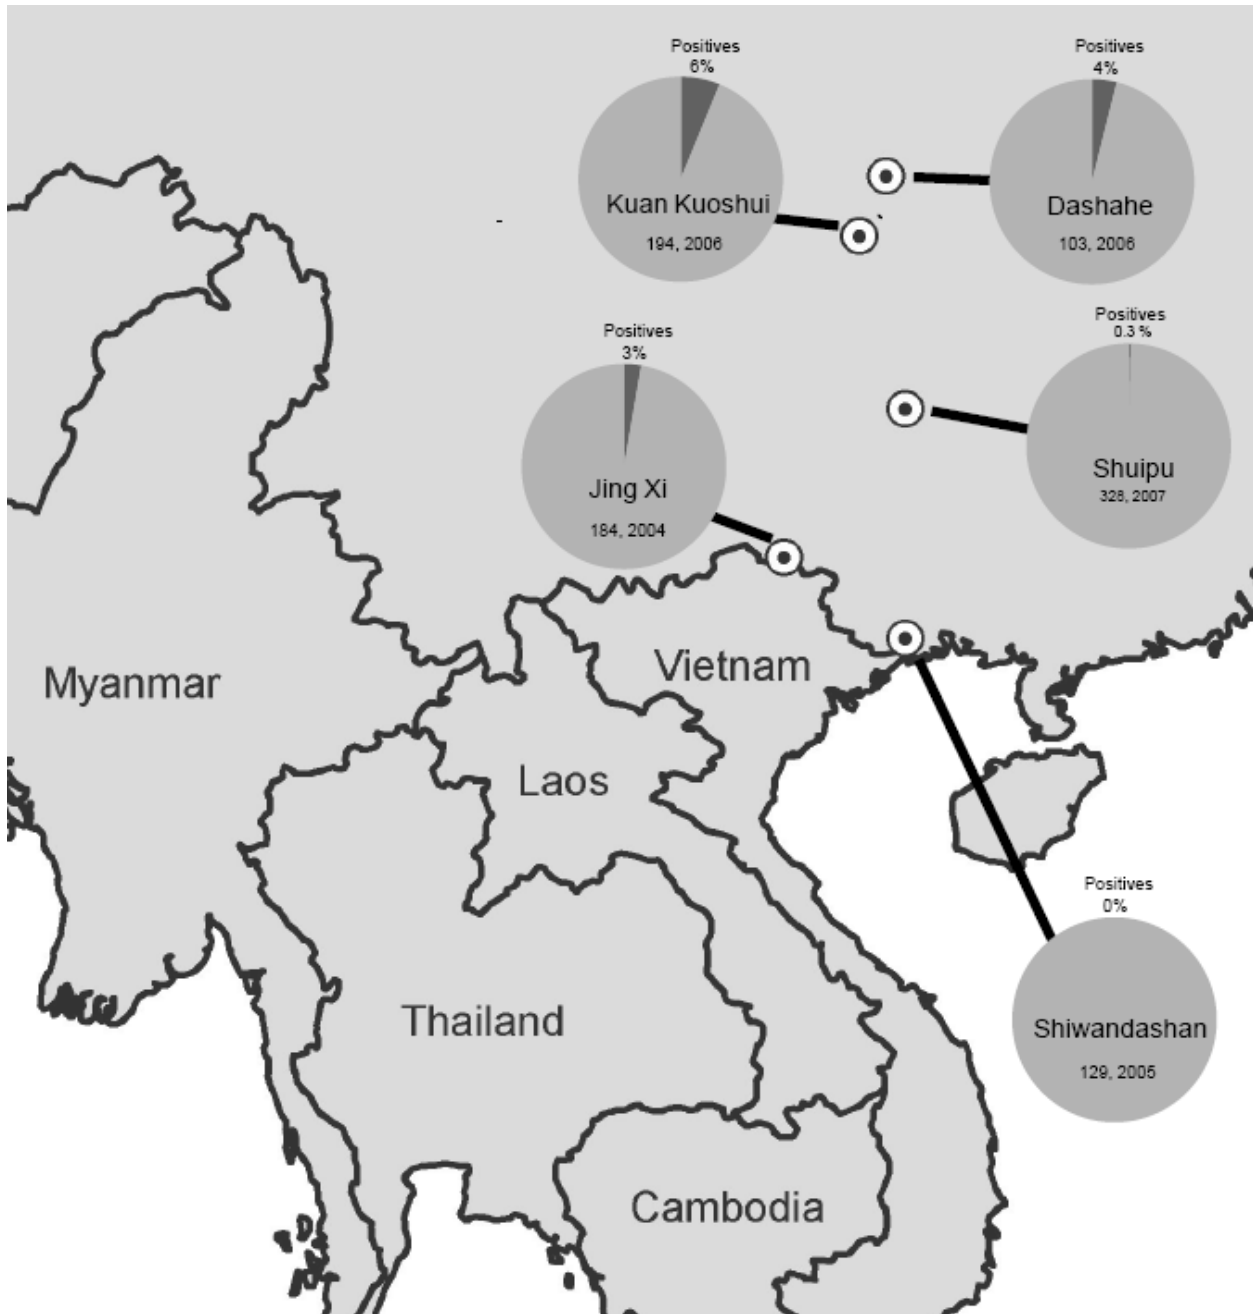 Positives
6%
Kuan Kuoshui
194, 2006
Positives
4%
Dashahe
103, 2006
Positives
3%
Jing Xi
184, 2004
Positives
0.3 %
Shuipu
328, 2007
Myanmar
Vietnam
Laos
Positives
0%
Shiwandashan
129, 2005
Thailand
Cambodia